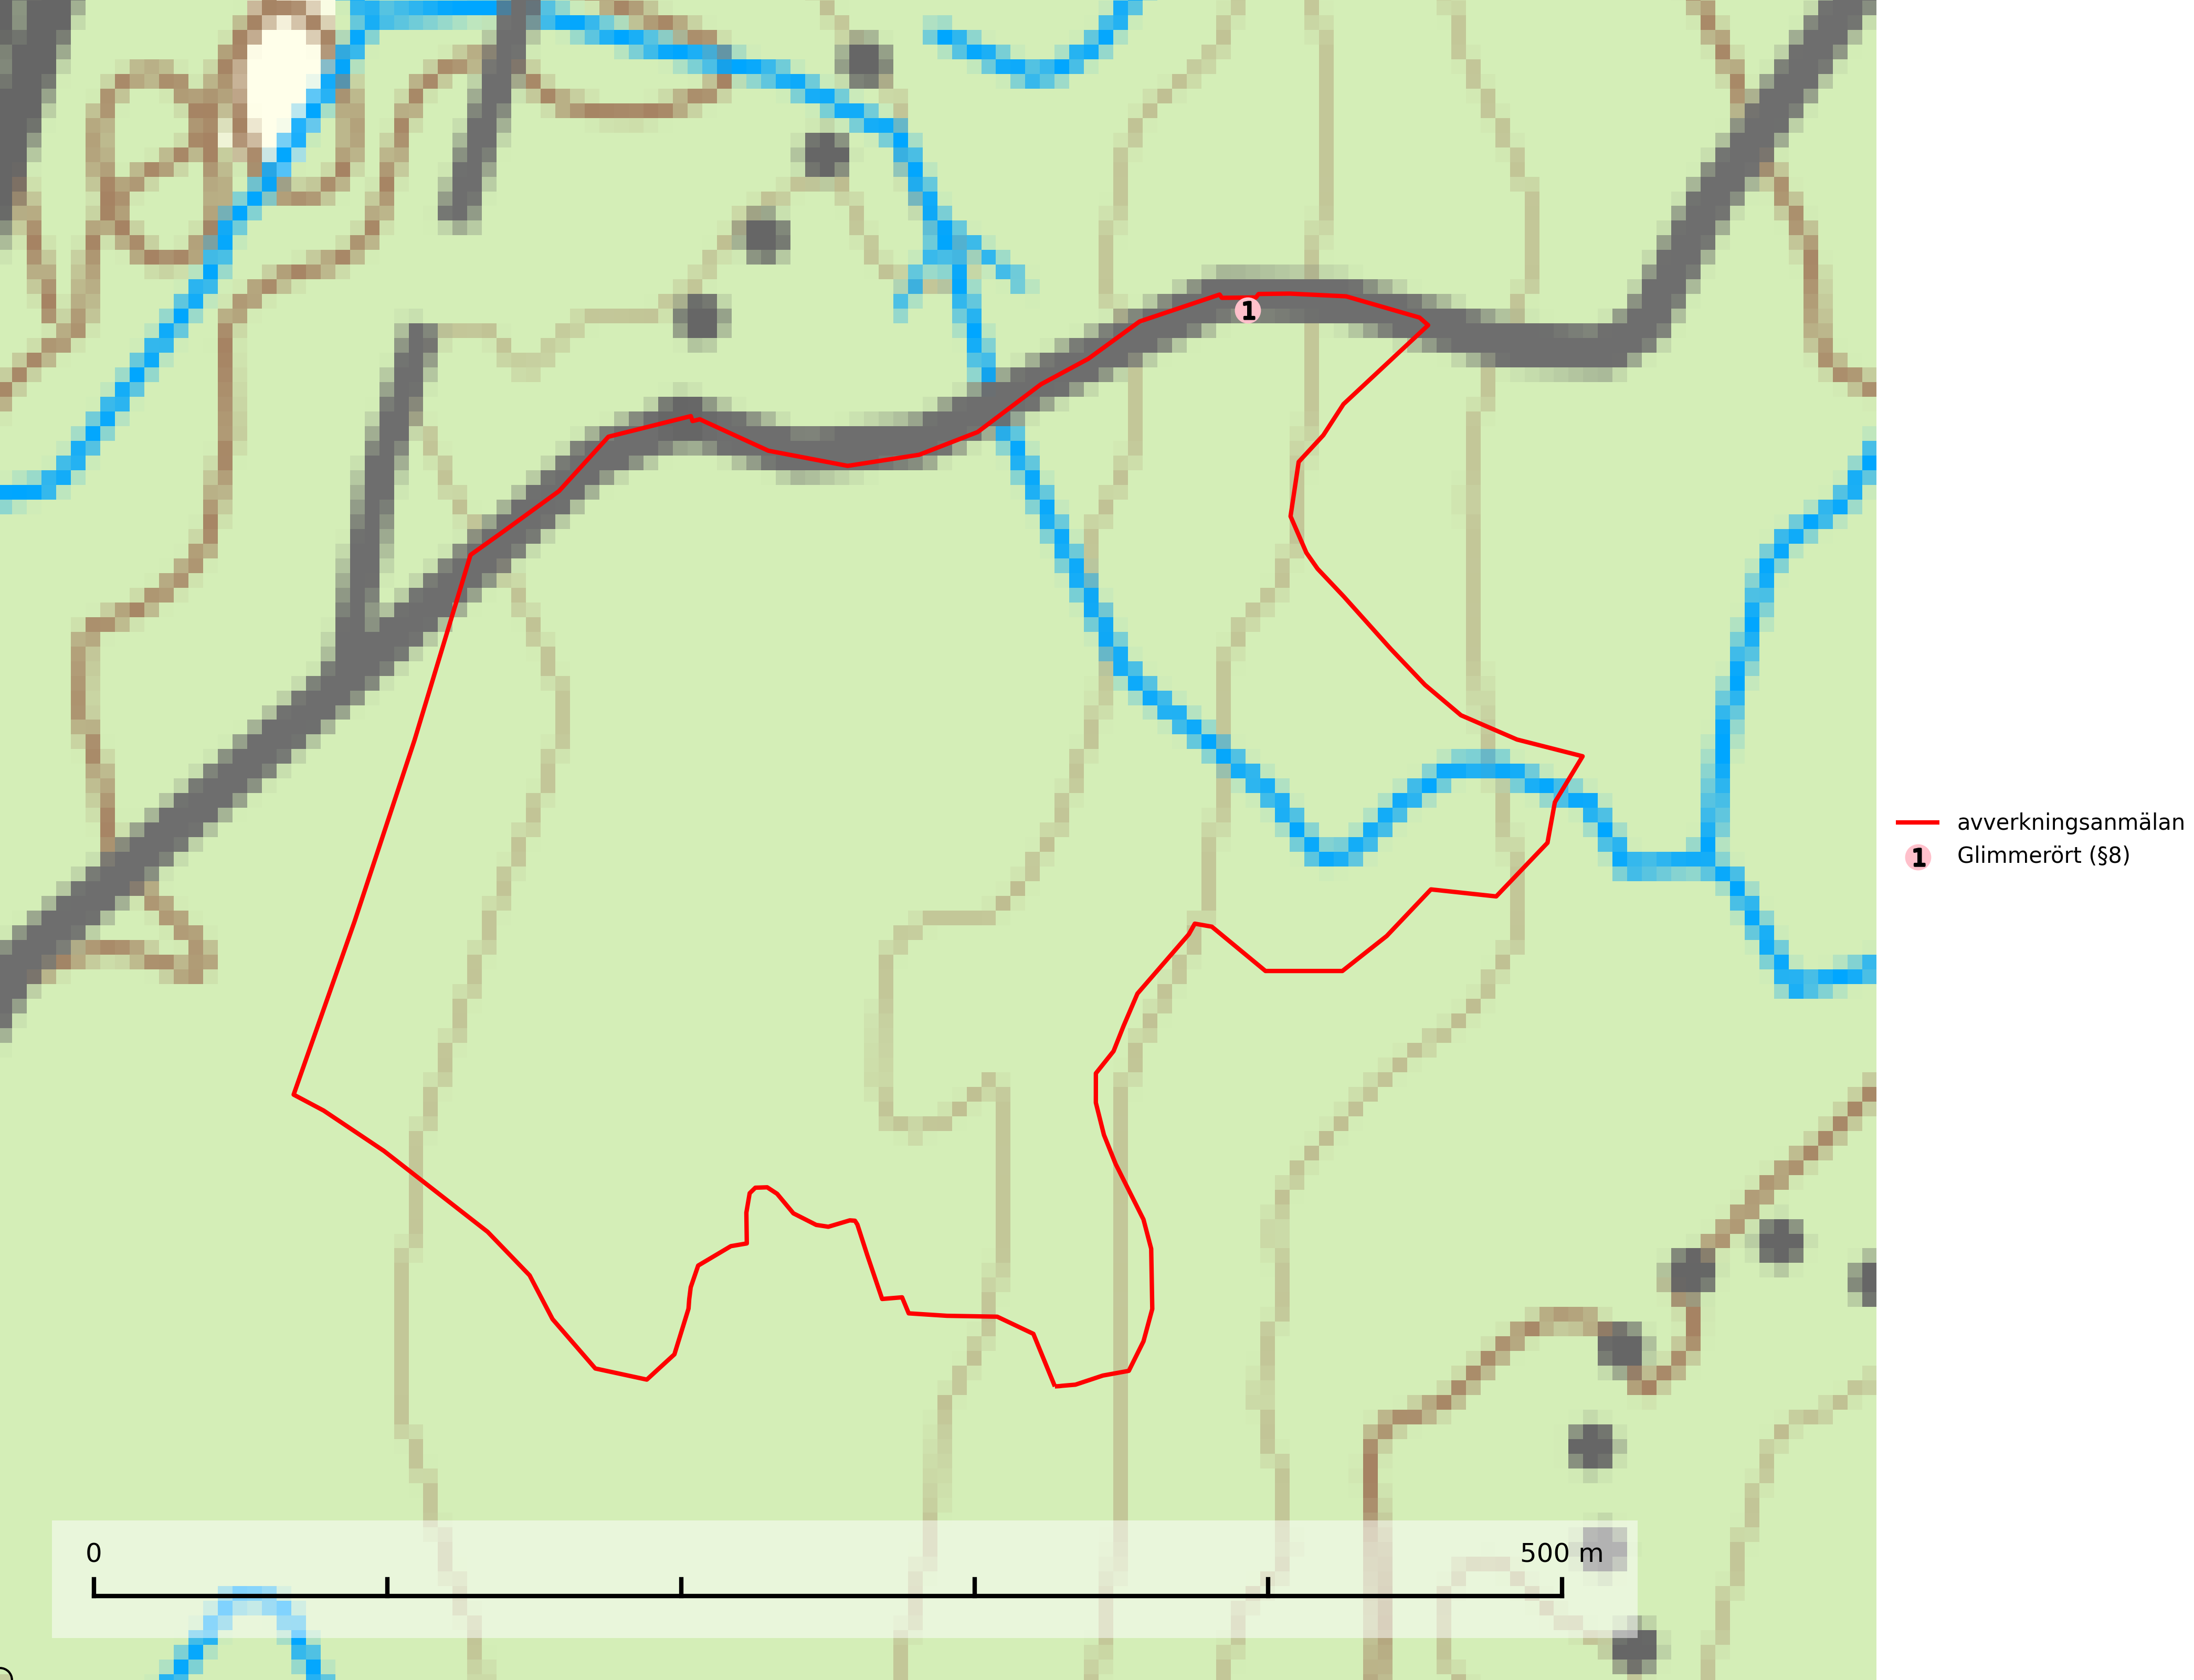 1
avverkningsanmälan
1 Glimmerört (§8)
0 500 m